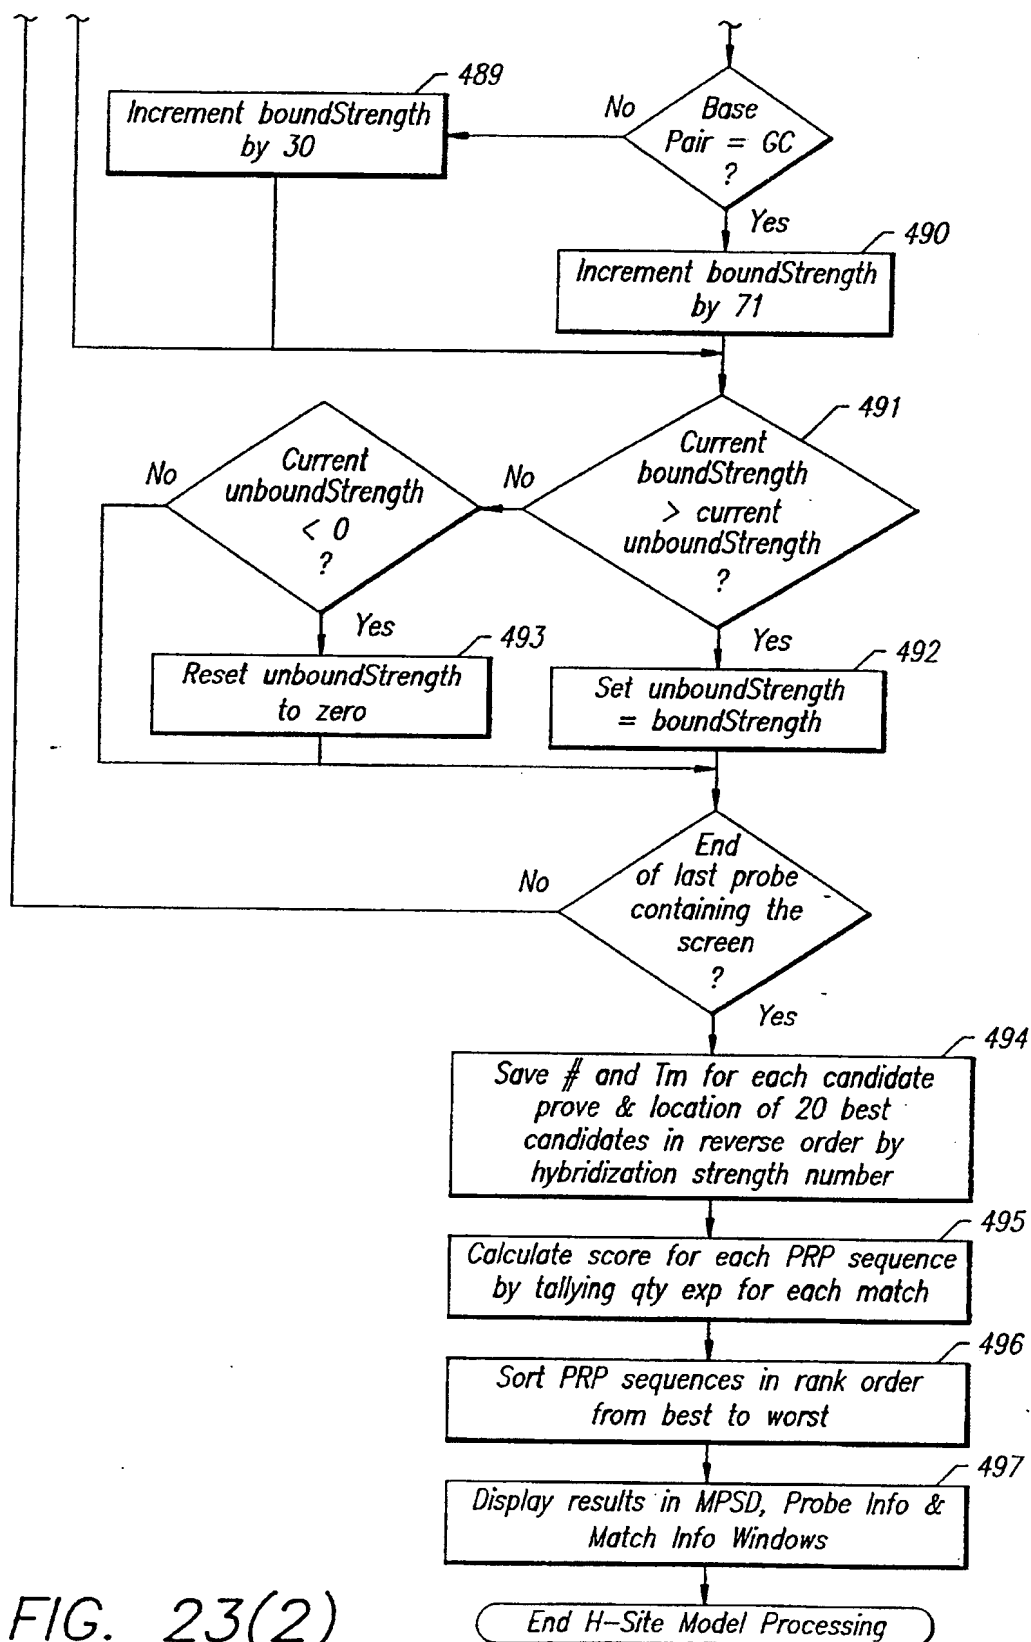 489
Increment boundStrength
by 30
No
Base
Pair = GC
?
Yes
490
Increment boundStrength
by 71
491
Current
boundStrength
> current
unboundStrength
?
No
Current
unboundStrength
< 0
?
No
Yes
493
Reset unboundStrength
to zero
Yes
492
Set unboundStrength
= boundStrength
End
of last probe
containing the
screen
?
No
Yes
494
Save # and Tm for each candidate
prove & location of 20 best
candidates in reverse order by
hybridization strength number
495
Calculate score for each PRP sequence
by tallying qty exp for each match
496
Sort PRP sequences in rank order
from best to worst
497
Display results in MPSD, Probe Info &
Match Info Windows
End H-Site Model Processing
FIG. 23(2)